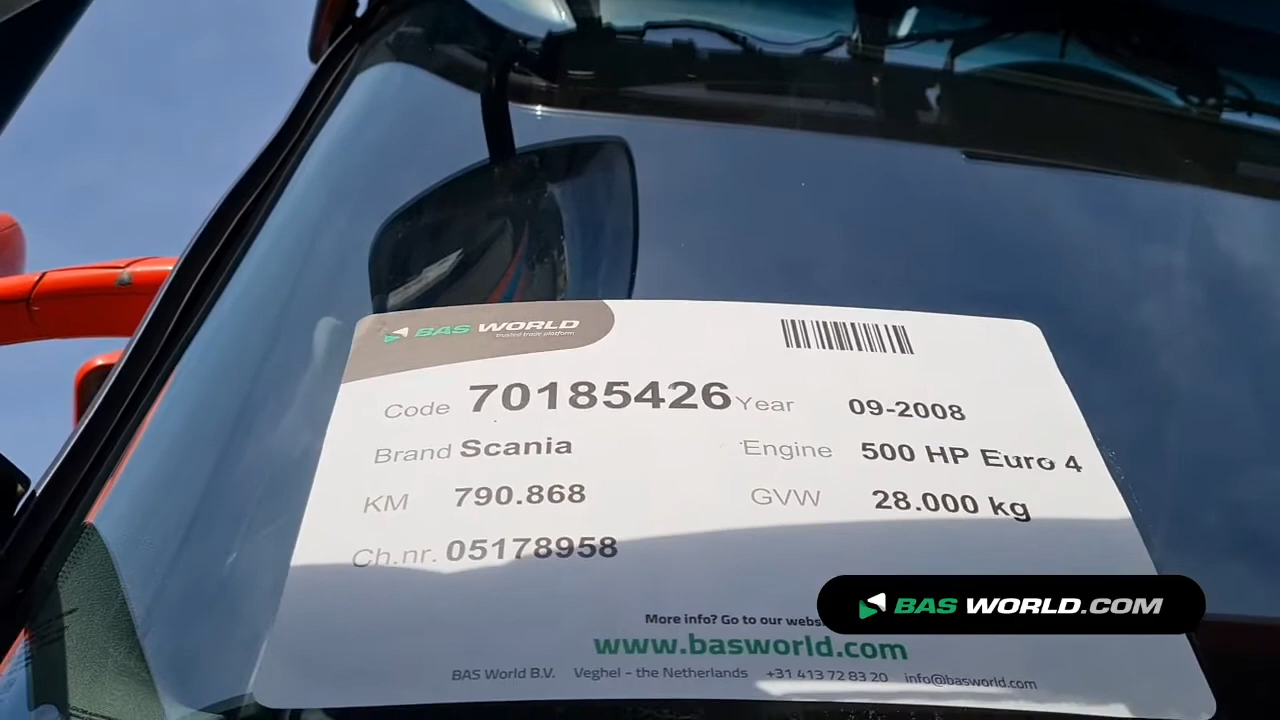 BAS WORLD
trusted trade platform
Code 70185426 Year 09-2008
Brand Scania Engine 500 HP Euro 4
KM 790.868 GVW 28.000 kg
Ch.nr. 05178958
More info? Go to our webs
www.basworld.com
BAS World B.V. Veghel - the Netherlands +31 413 72 83 20 info@basworld.com
BAS WORLD.COM